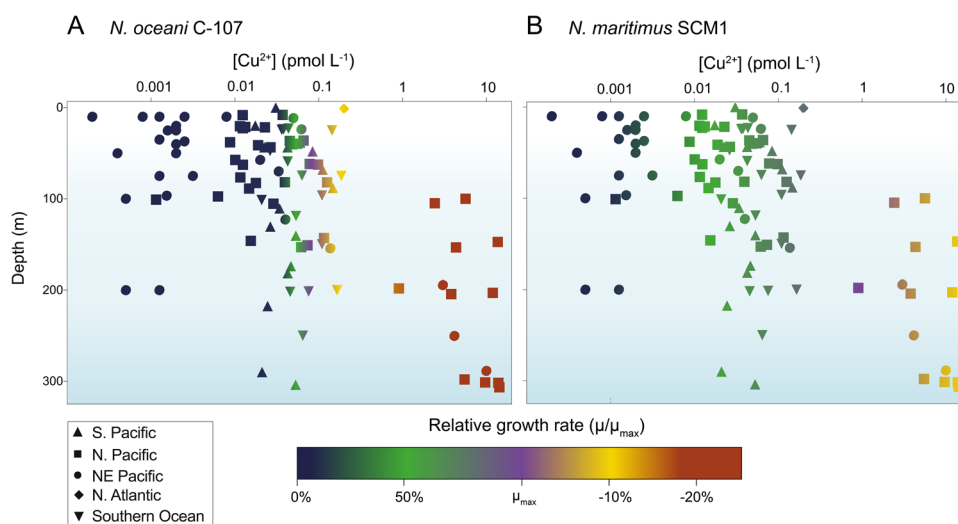 A N. oceani C-107
B N. maritimus SCM1
[Cu²⁺] (pmol L⁻¹)
[Cu²⁺] (pmol L⁻¹)
0.001 0.01 0.1 1 10
0.001 0.01 0.1 1 10
0
100
200
300
Depth (m)
S. Pacific
N. Pacific
NE Pacific
N. Atlantic
Southern Ocean
Relative growth rate (μ/μmax)
0% 50% μmax -10% -20%